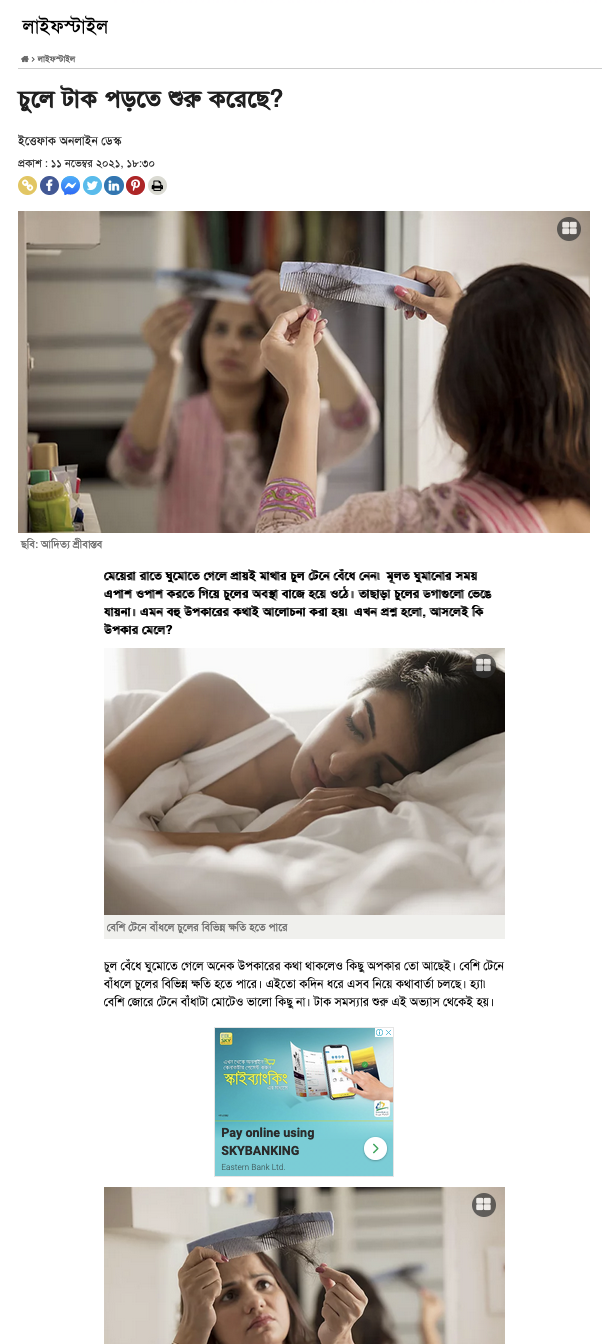 লাইফস্টাইল
> লাইফস্টাইল
চুলে টাক পড়তে শুরু করেছে?
ইত্তেফাক অনলাইন ডেস্ক
প্রকাশ : ১১ নভেম্বর ২০২১, ১৮:৩০
ছবি: আদিত্য শ্রীবাস্তব
মেয়েরা রাতে ঘুমোতে গেলে প্রায়ই মাথার চুল টেনে বেঁধে নেন৷ মূলত ঘুমানোর সময়
এপাশ ওপাশ করতে গিয়ে চুলের অবস্থা বাজে হয়ে ওঠে। তাছাড়া চুলের ডগাগুলো ভেঙে
যায়না। এমন বহু উপকারের কথাই আলোচনা করা হয়৷ এখন প্রশ্ন হলো, আসলেই কি
উপকার মেলে?
বেশি টেনে বাঁধলে চুলের বিভিন্ন ক্ষতি হতে পারে
চুল বেঁধে ঘুমোতে গেলে অনেক উপকারের কথা থাকলেও কিছু অপকার তো আছেই। বেশি টেনে
বাঁধলে চুলের বিভিন্ন ক্ষতি হতে পারে। এইতো কদিন ধরে এসব নিয়ে কথাবার্তা চলছে। হ্যা৷
বেশি জোরে টেনে বাঁধাটা মোটেও ভালো কিছু না। টাক সমস্যার শুরু এই অভ্যাস থেকেই হয়।
স্কাইব্যাংকিং
Pay online using
SKYBANKING
Eastern Bank Ltd.